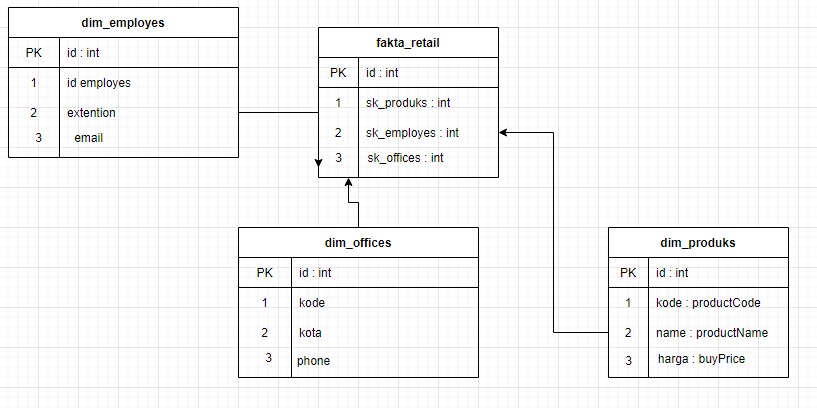 dim_employes
PK id : int
1 id employes
2 extention
3 email
fakta_retail
PK id : int
1 sk_produks : int
2 sk_employes : int
3 sk_offices : int
dim_offices
PK id : int
1 kode
2 kota
3 phone
dim_produks
PK id : int
1 kode : productCode
2 name : productName
3 harga : buyPrice